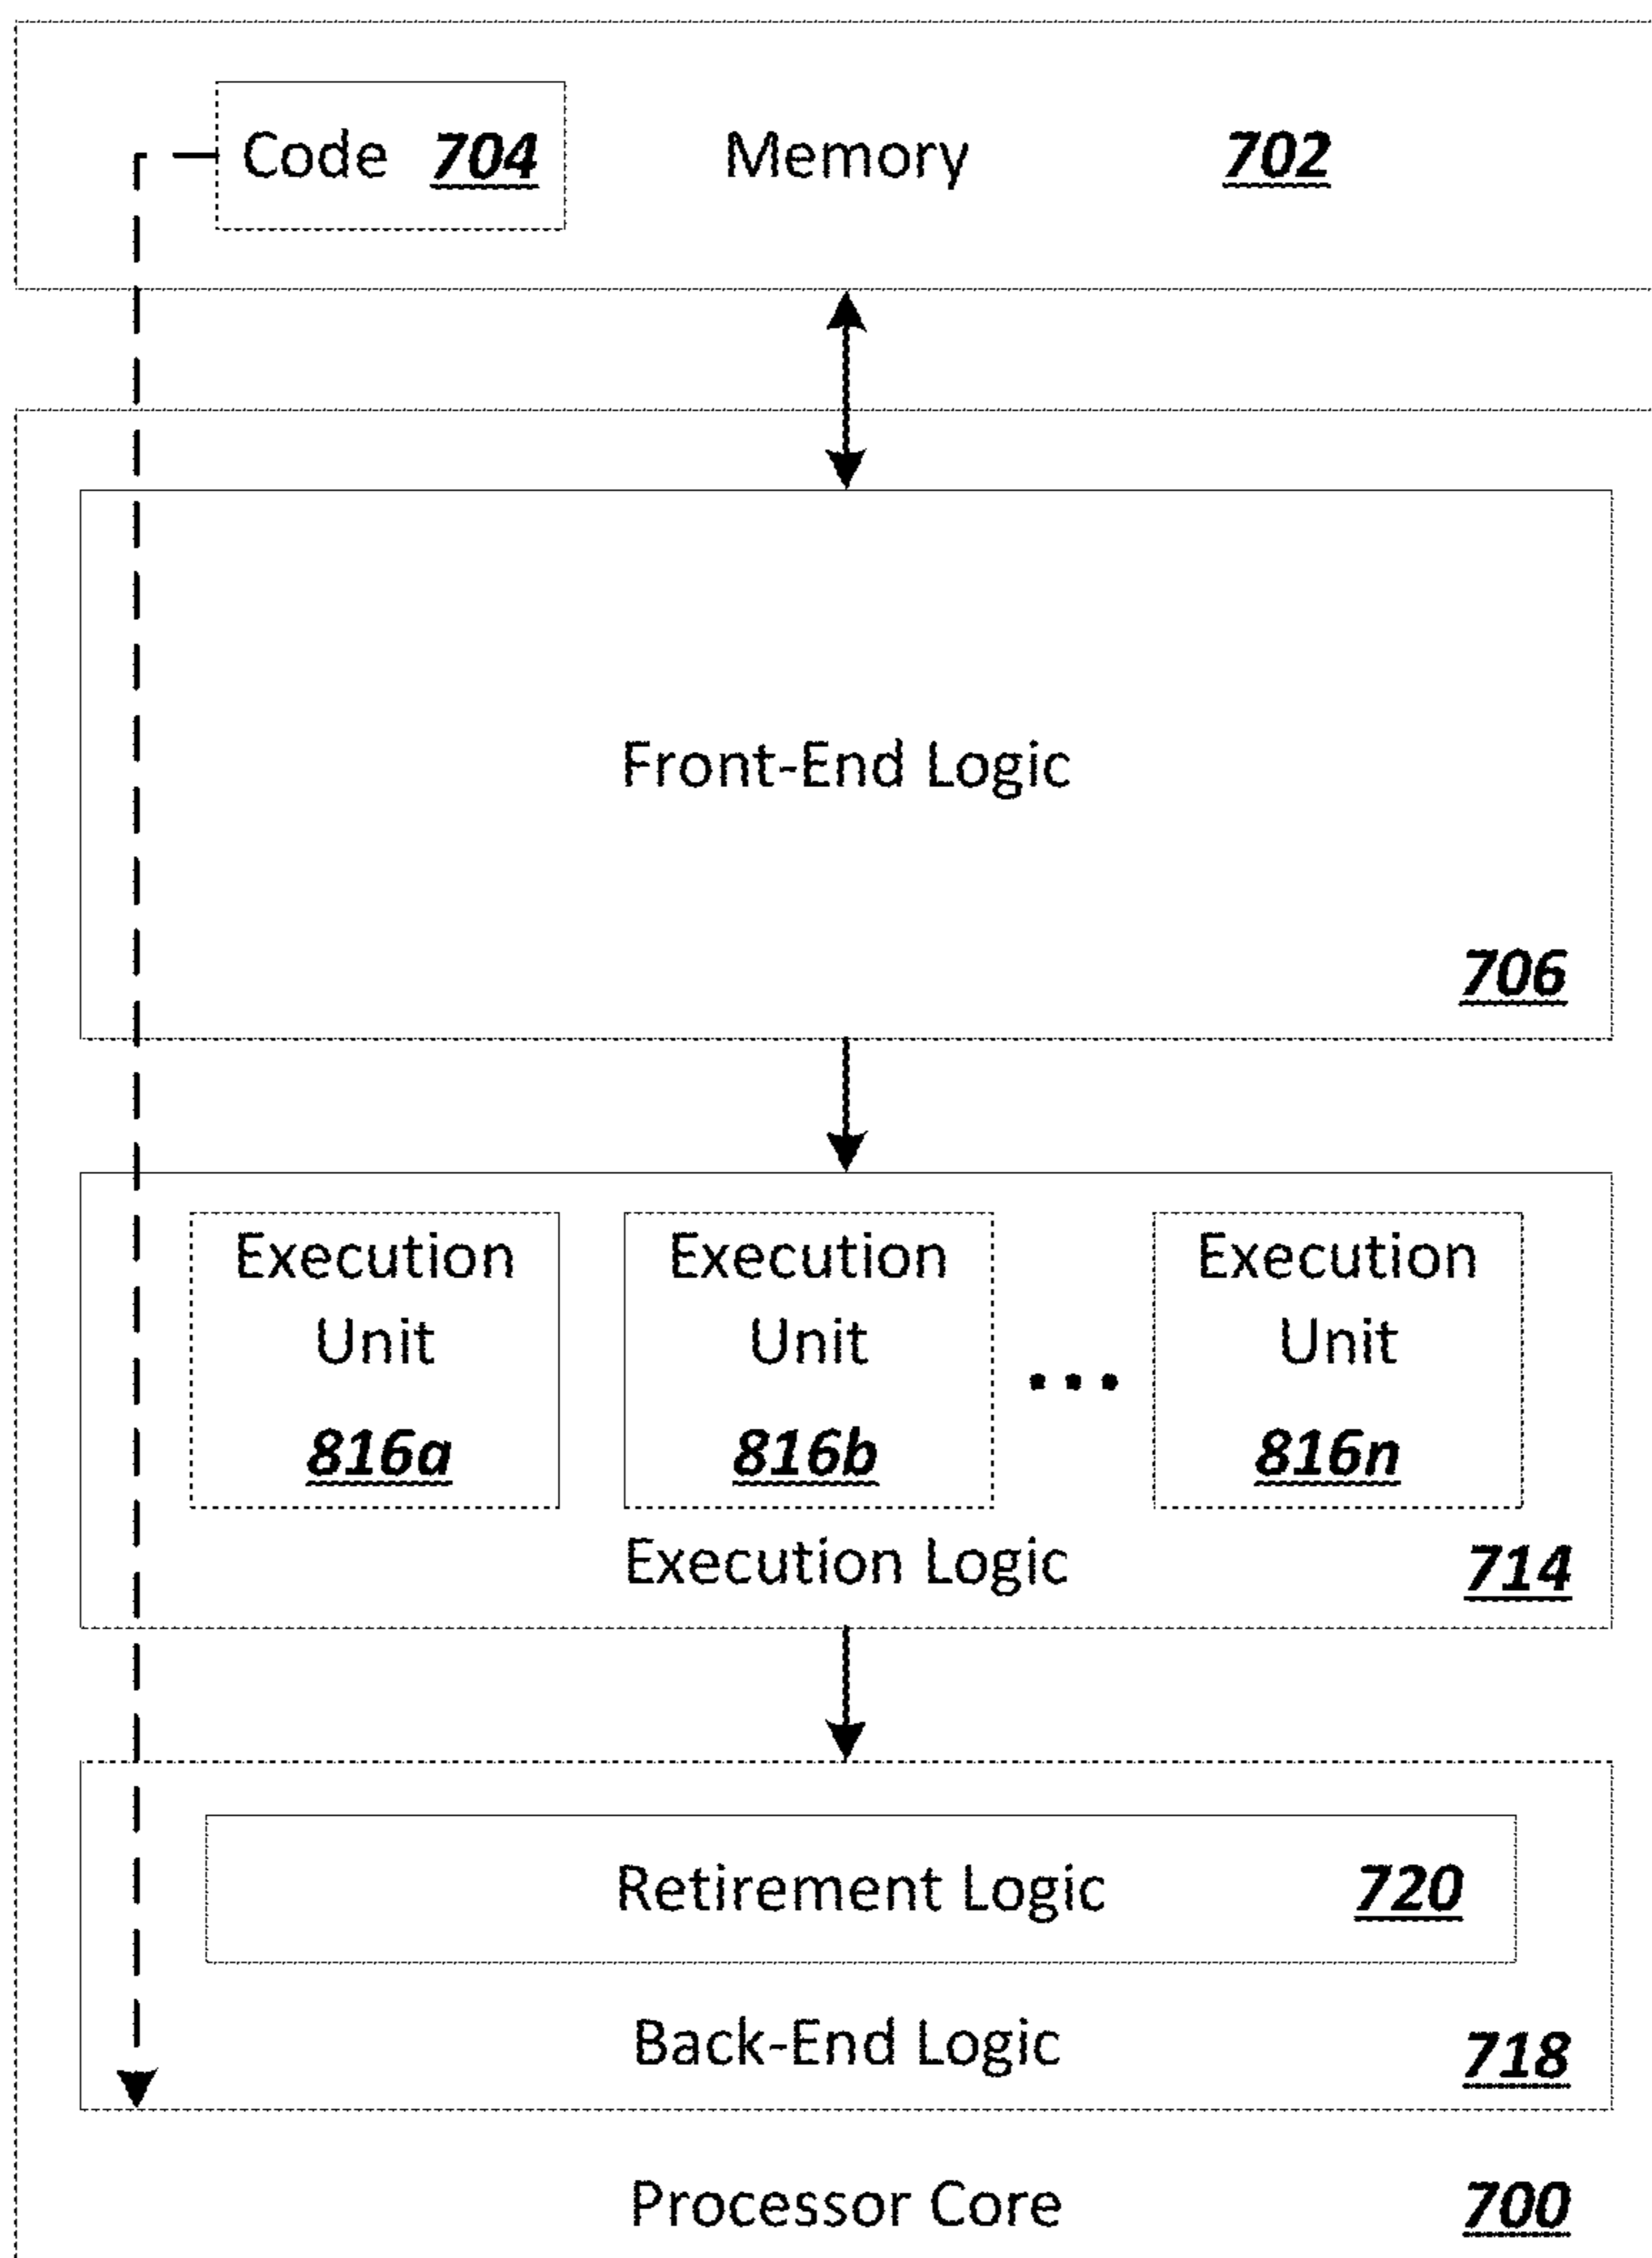 Code 704 Memory 702
Front-End Logic
706
Execution Execution Execution
Unit Unit Unit
...
816a 816b 816n
Execution Logic 714
Retirement Logic 720
Back-End Logic 718
Processor Core 700